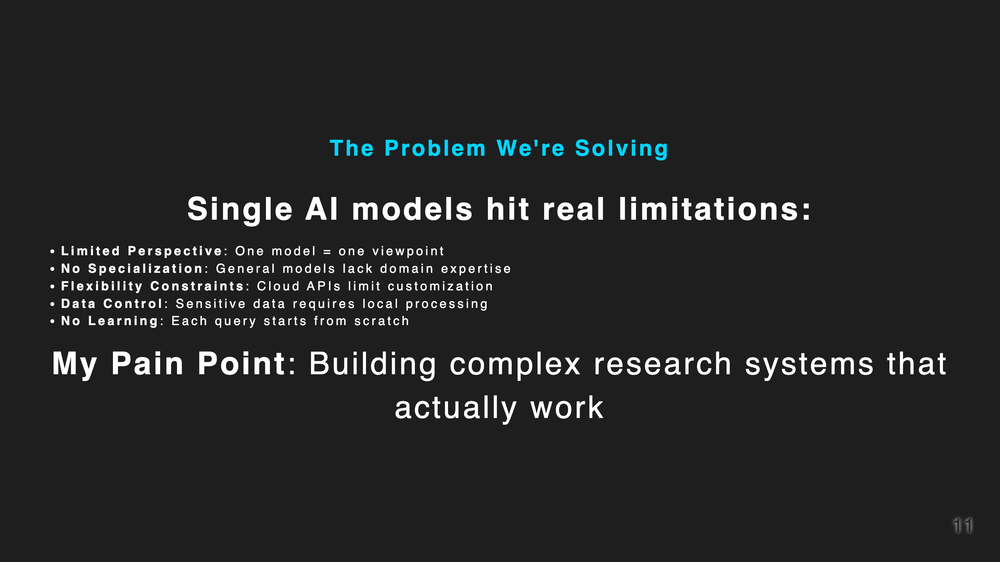 The Problem We're Solving
Single AI models hit real limitations:
• Limited Perspective: One model = one viewpoint
• No Specialization: General models lack domain expertise
• Flexibility Constraints: Cloud APIs limit customization
• Data Control: Sensitive data requires local processing
• No Learning: Each query starts from scratch
My Pain Point: Building complex research systems that
actually work
11